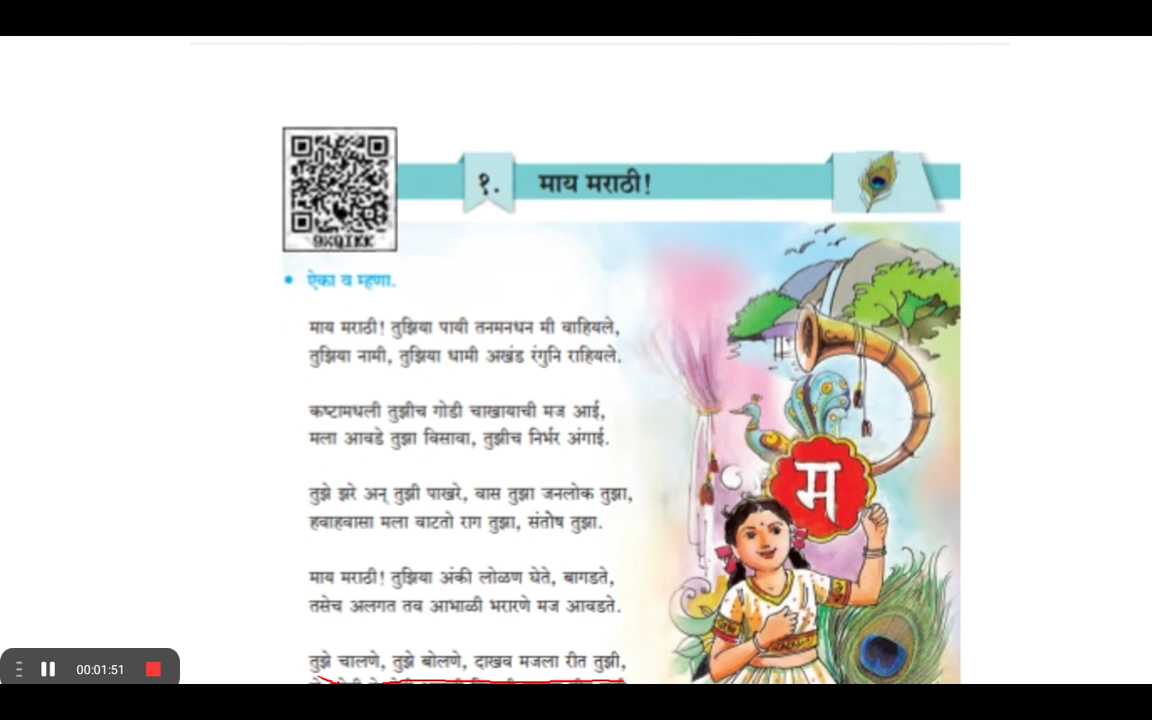 9XQIKK
१. माय मराठी!
• ऐका व म्हणा.
माय मराठी! तुझिया पायी तनमनधन मी वाहियले,
तुझिया नामी, तुझिया धामी अखंड रंगुनि राहियले.
कष्टामधली तुझीच गोडी चाखायाची मज आई,
मला आवडे तुझा विसावा, तुझीच निर्भर अंगाई.
तुझे झरे अन् तुझी पाखरे, वास तुझा जनलोक तुझा,
हवाहवासा मला वाटतो राग तुझा, संतोष तुझा.
माय मराठी! तुझिया अंकी लोळण घेते, बागडते,
तसेच अलगत तव आभाळी भरारणे मज आवडते.
तुझे चालणे, तुझे बोलणे, दाखव मजला रीत तुझी,
म
00:01:51